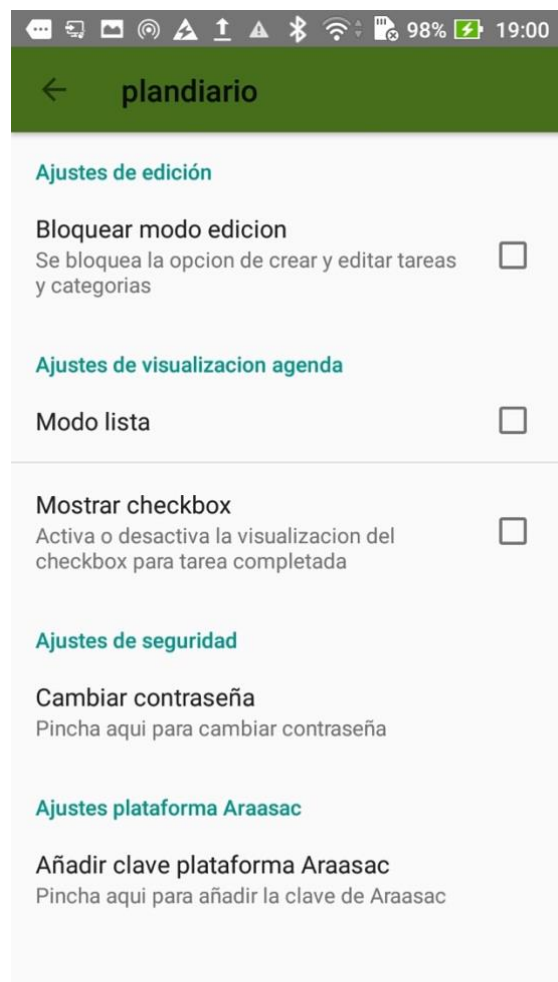 98% 19:00
plandiario
Ajustes de edición
Bloquear modo edicion
Se bloquea la opcion de crear y editar tareas
y categorias
Ajustes de visualizacion agenda
Modo lista
Mostrar checkbox
Activa o desactiva la visualizacion del
checkbox para tarea completada
Ajustes de seguridad
Cambiar contraseña
Pincha aqui para cambiar contraseña
Ajustes plataforma Araasac
Añadir clave plataforma Araasac
Pincha aqui para añadir la clave de Araasac